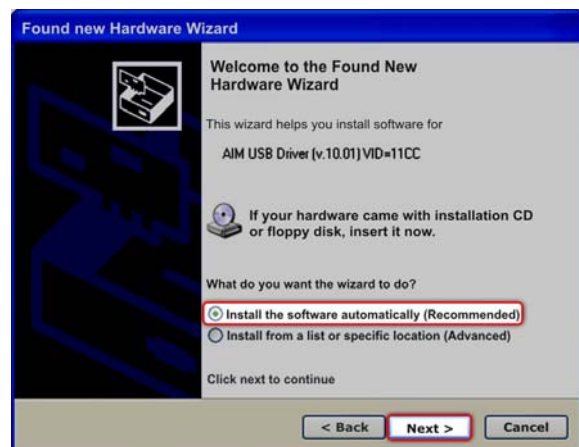 Found new Hardware Wizard
Welcome to the Found New
Hardware Wizard
This wizard helps you install software for
AIM USB Driver (v.10.01) VID=11CC
If your hardware came with installation CD
or floppy disk, insert it now.
What do you want the wizard to do?
Install the software automatically (Recommended)
Install from a list or specific location (Advanced)
Click next to continue
< Back Next > Cancel